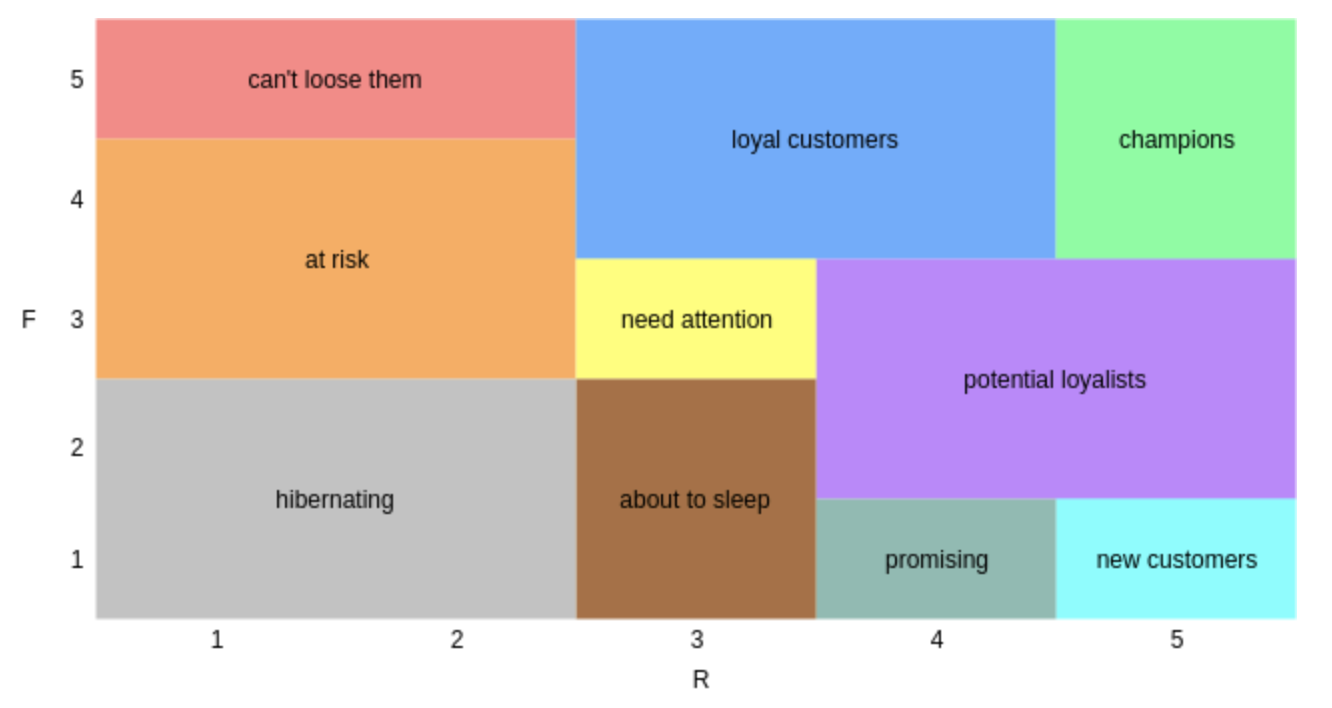 5
can't loose them
loyal customers
champions
4
at risk
F
3
need attention
potential loyalists
2
hibernating
about to sleep
1
promising
new customers
1
2
3
4
5
R